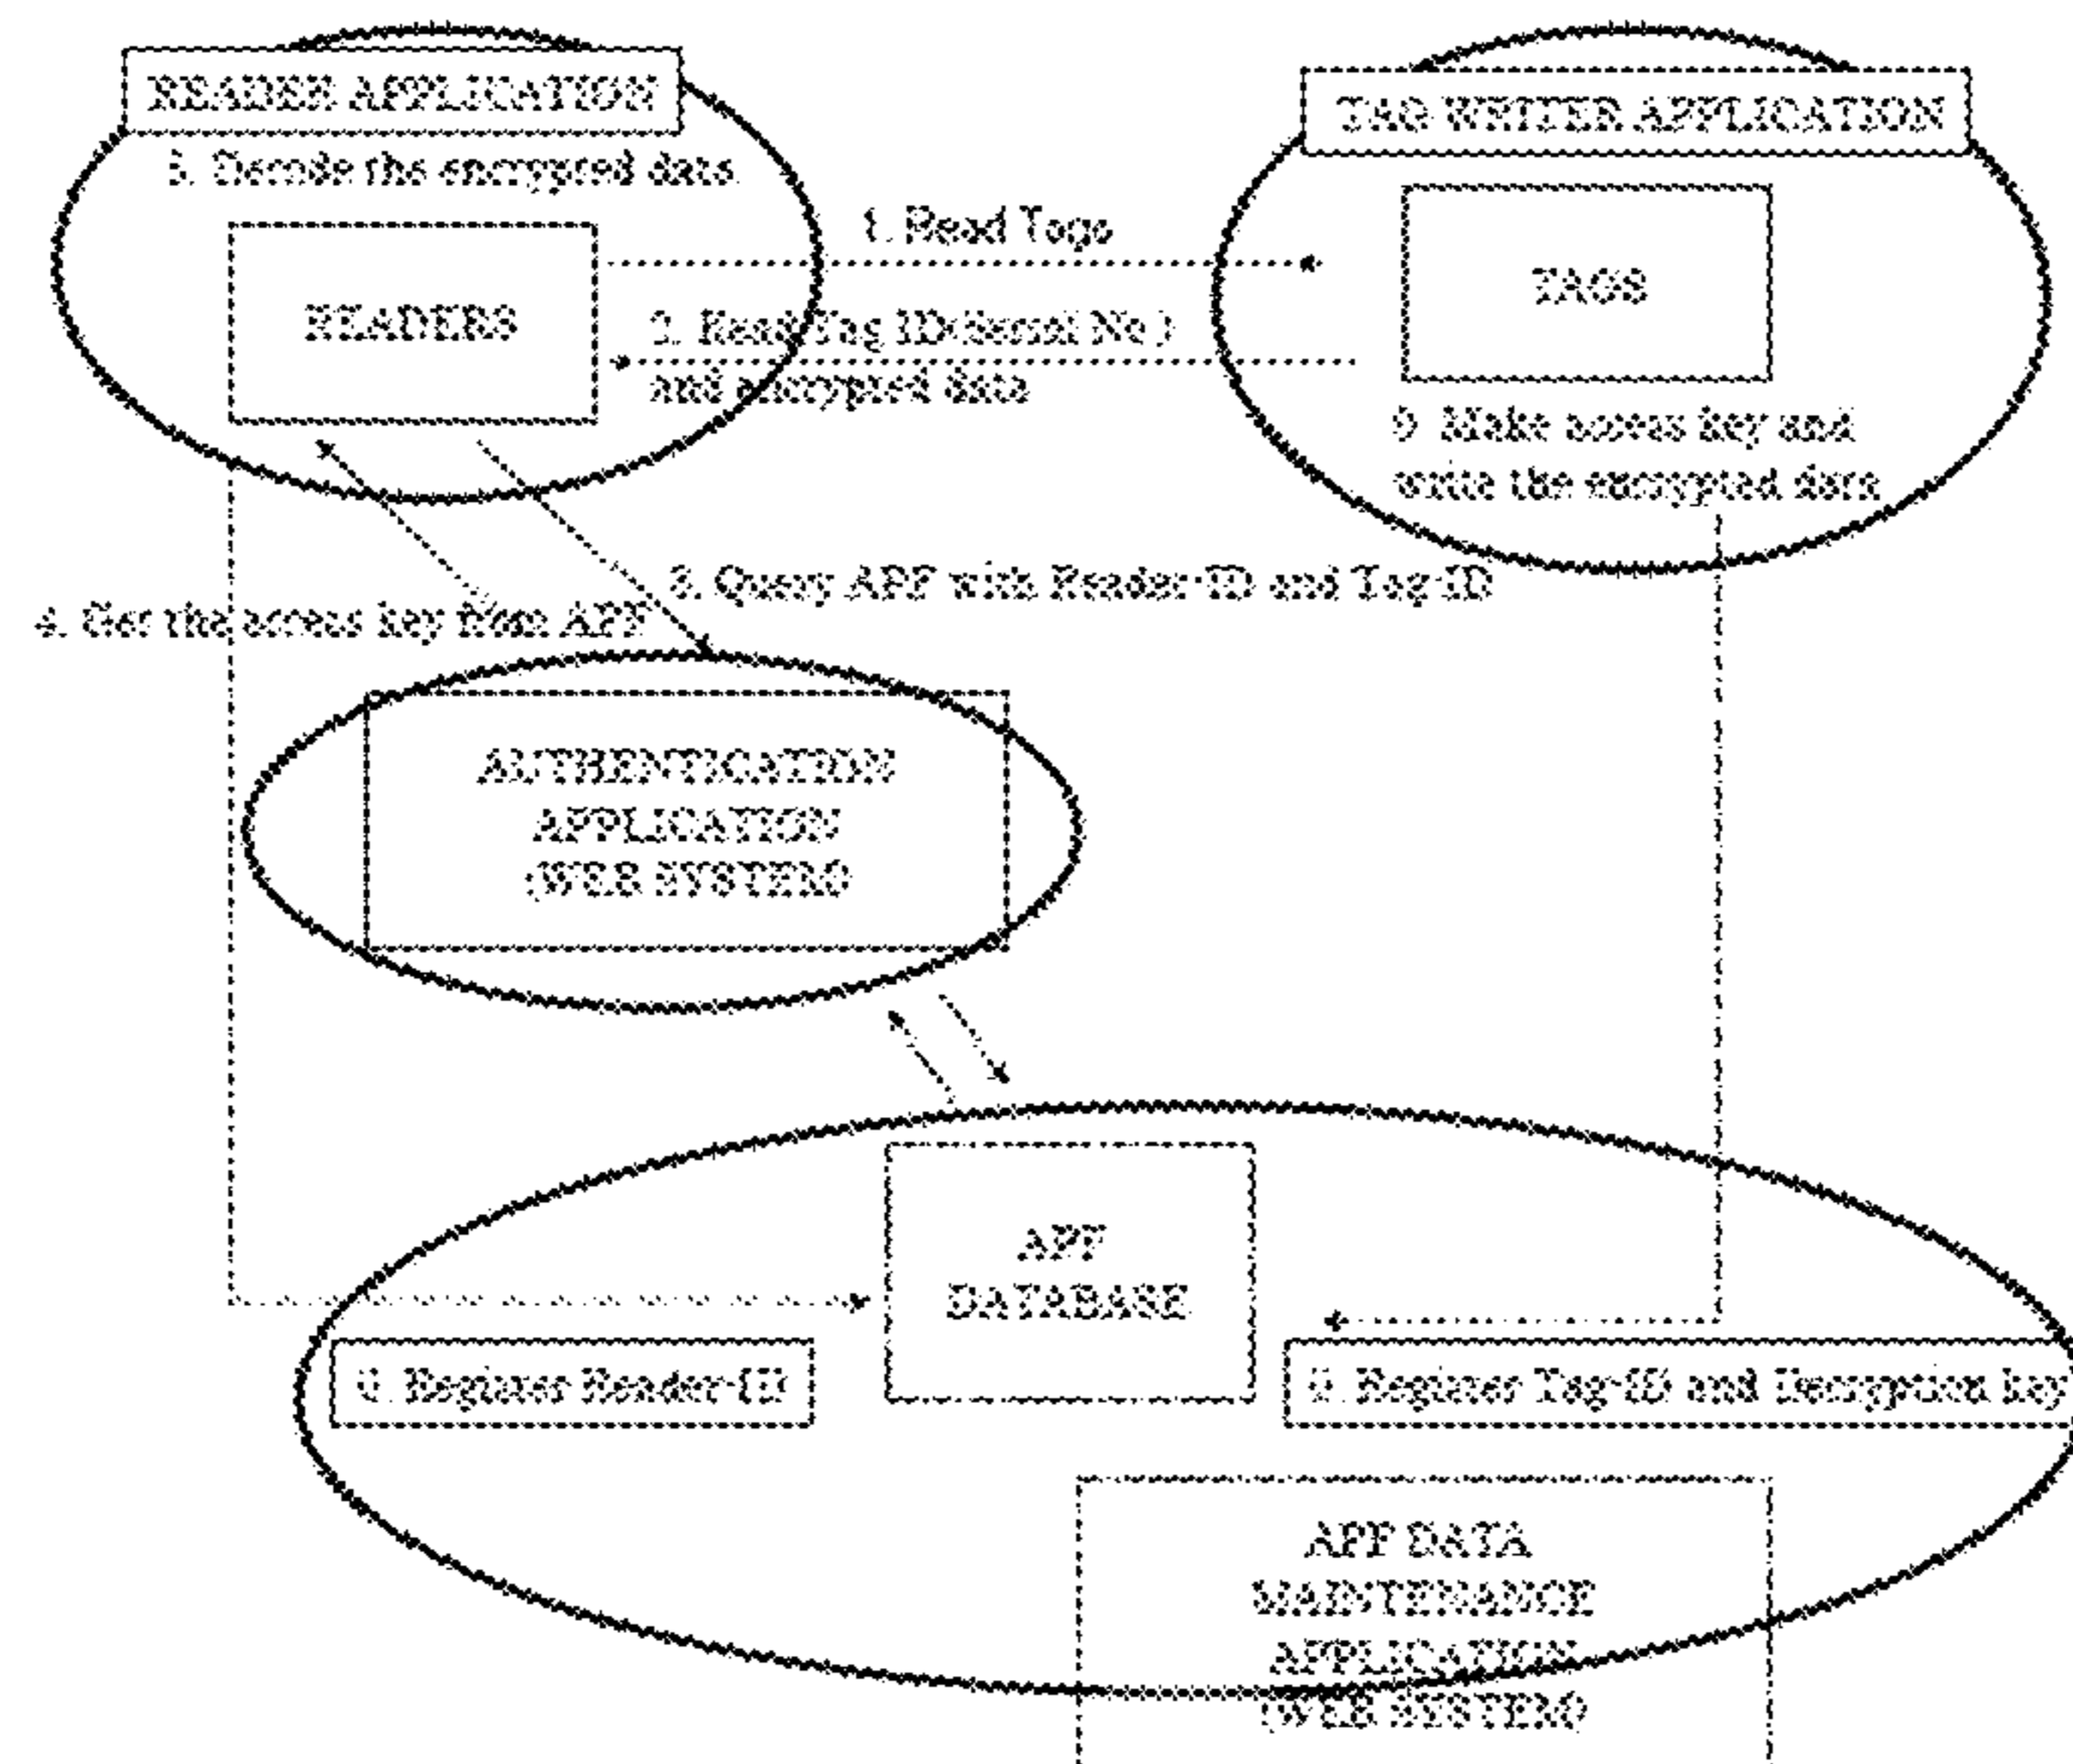 READER APPLICATION
5. Decode the encrypted data
READERS
TAG WRITER APPLICATION
TAGS
0. Make access key and
write the encrypted data
1. Read Tags
2. Read Tag ID(Serial No.)
and encrypted data
3. Query APF with Reader-ID and Tag-ID
4. Get the access key from APF
AUTHENTICATION
APPLICATION
(WEB SYSTEM)
APF
DATABASE
0. Register Reader-ID
0. Register Tag-ID and Decryption key
APF DATA
MAINTENANCE
APPLICATION
(WEB SYSTEM)